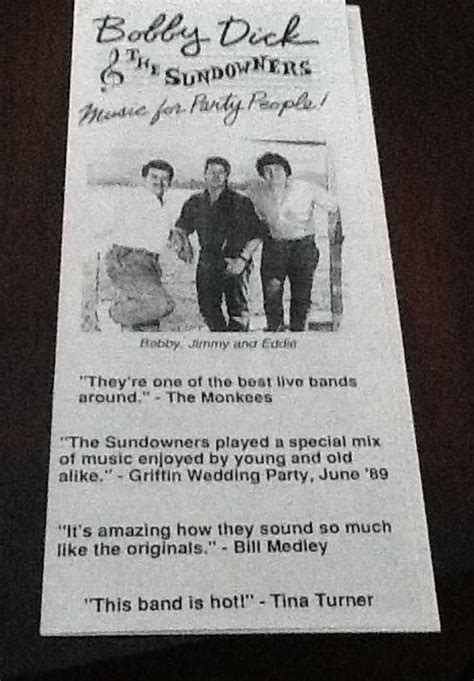 Bobby Dick
& THE SUNDOWNERS
Music for Party People!
Bobby, Jimmy and Eddie
"They're one of the best live bands
around." - The Monkees
"The Sundowners played a special mix
of music enjoyed by young and old
alike." - Griffin Wedding Party, June '89
"It's amazing how they sound so much
like the originals." - Bill Medley
"This band is hot!" - Tina Turner